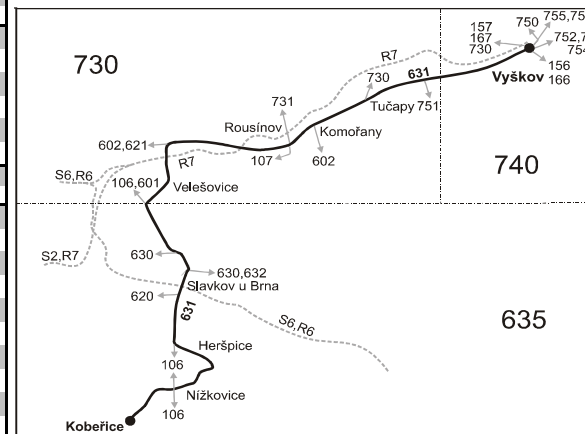 730
740
635
755,75
750
157
167
730
752,7
754
156
166
Vyškov
R7
730
631
Tučapy
751
731
Rousínov
Komořany
602,621
R7
107
602
S6,R6
106,601
Velešovice
S2,R7
630
630,632
Slavkov u Brna
620
631
S6,R6
Heršpice
106
Nížkovice
106
Kobeřice